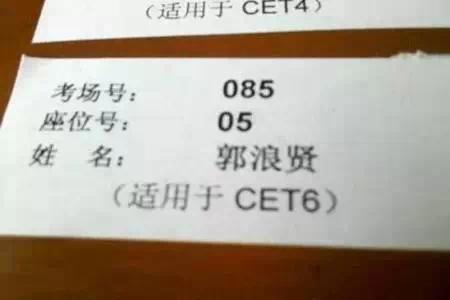 （适用于 CET4）
考场号： 085
座位号： 05
姓 名： 郭浪贤
（适用于 CET6）